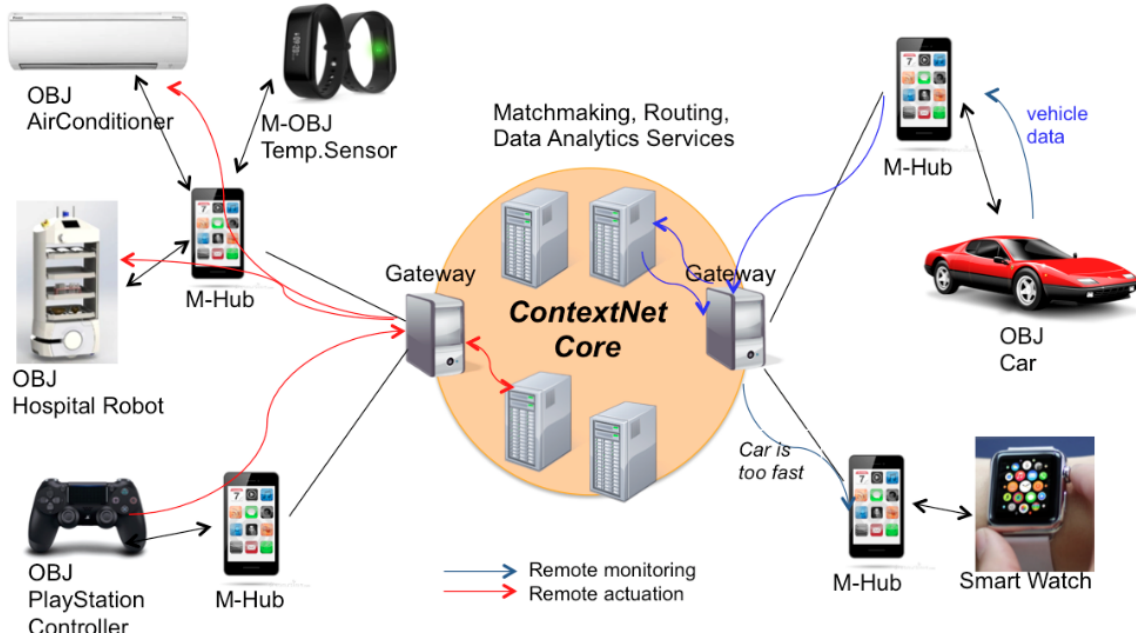 OBJ
AirConditioner
M-OBJ
Temp.Sensor
Matchmaking, Routing,
Data Analytics Services
M-Hub
vehicle
data
M-Hub
Gateway
Gateway
ContextNet
Core
OBJ
Car
OBJ
Hospital Robot
Car is
too fast
M-Hub
OBJ
PlayStation
Controller
Remote monitoring
Remote actuation
M-Hub
Smart Watch